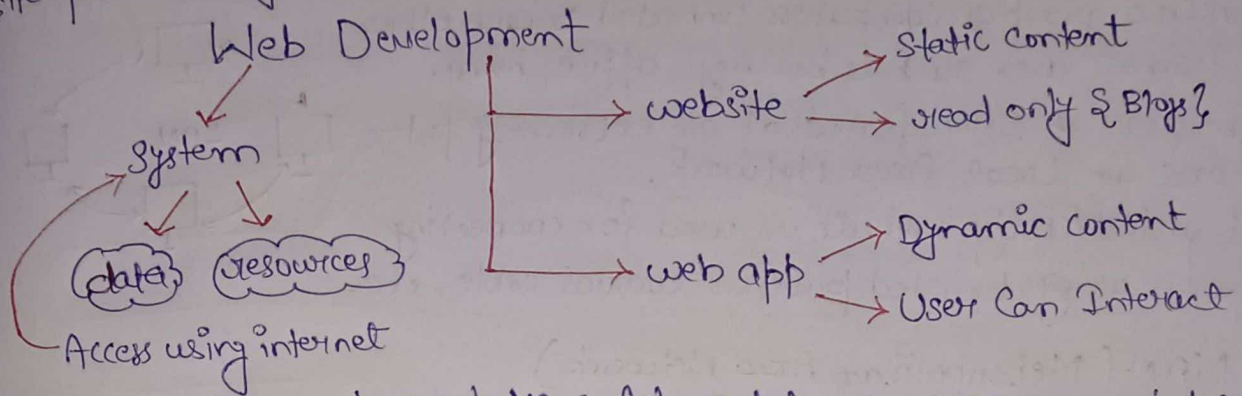 Web Development
Static content
website
read only { Blogs }
System
Dynamic content
data
resources
web app
User Can Interact
Access using internet